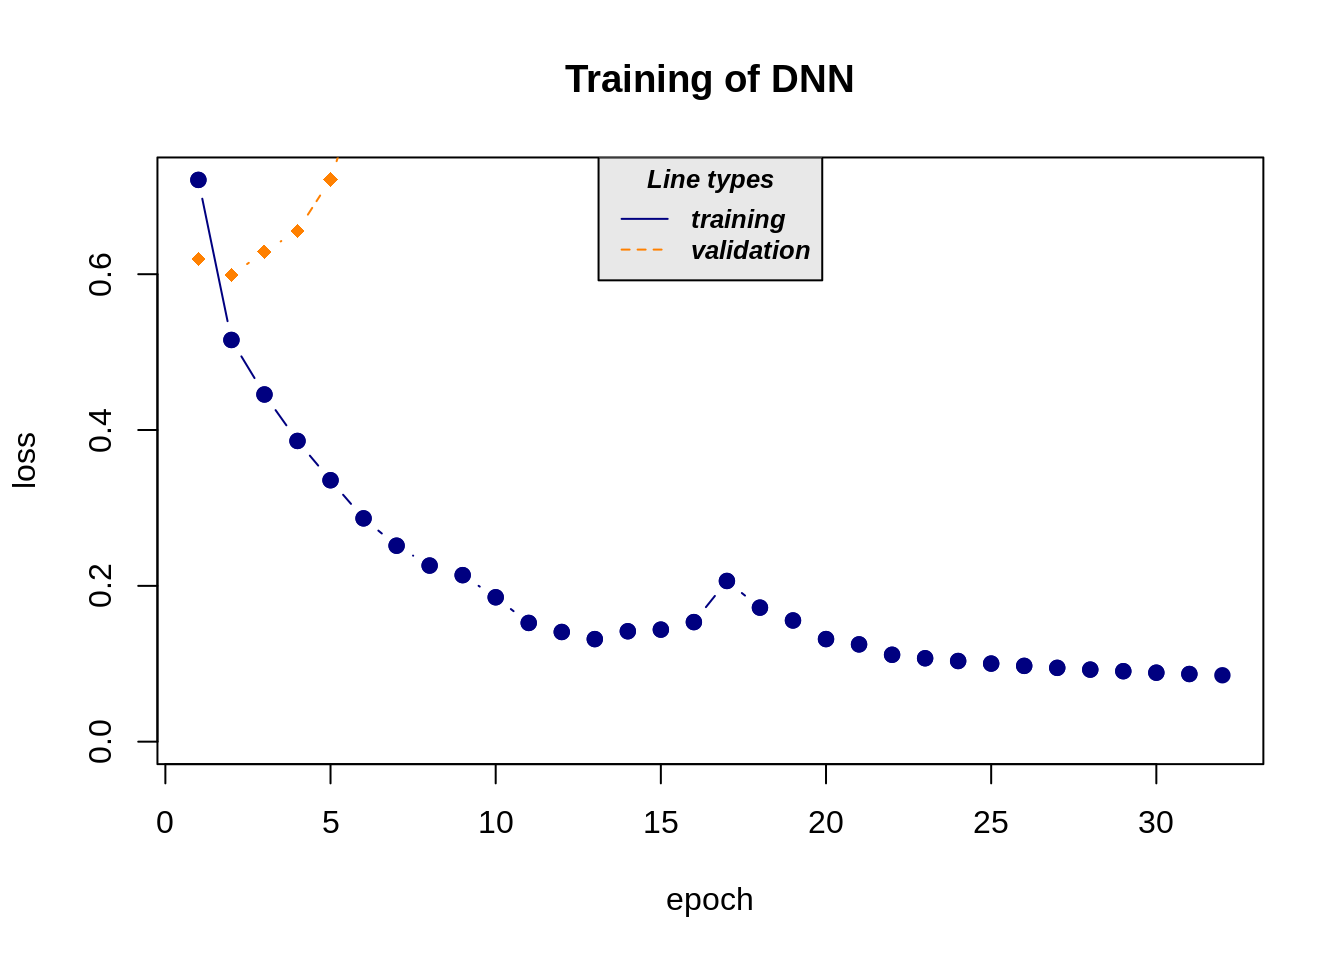 Training of DNN
Line types
training
validation
loss
0.6
0.4
0.2
0.0
0 5 10 15 20 25 30
epoch